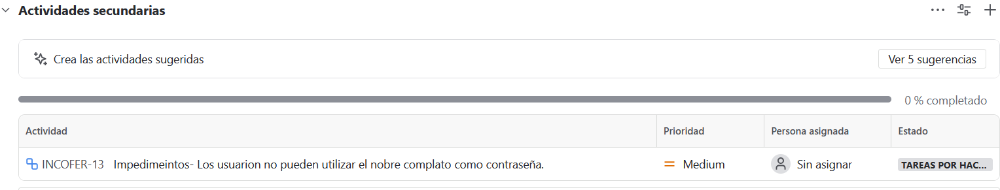 Actividades secundarias
Crea las actividades sugeridas
Ver 5 sugerencias
0 % completado
Actividad Prioridad Persona asignada Estado
INCOFER-13 Impedimeintos- Los usuarion no pueden utilizar el nobre complato como contraseña. Medium Sin asignar TAREAS POR HAC...